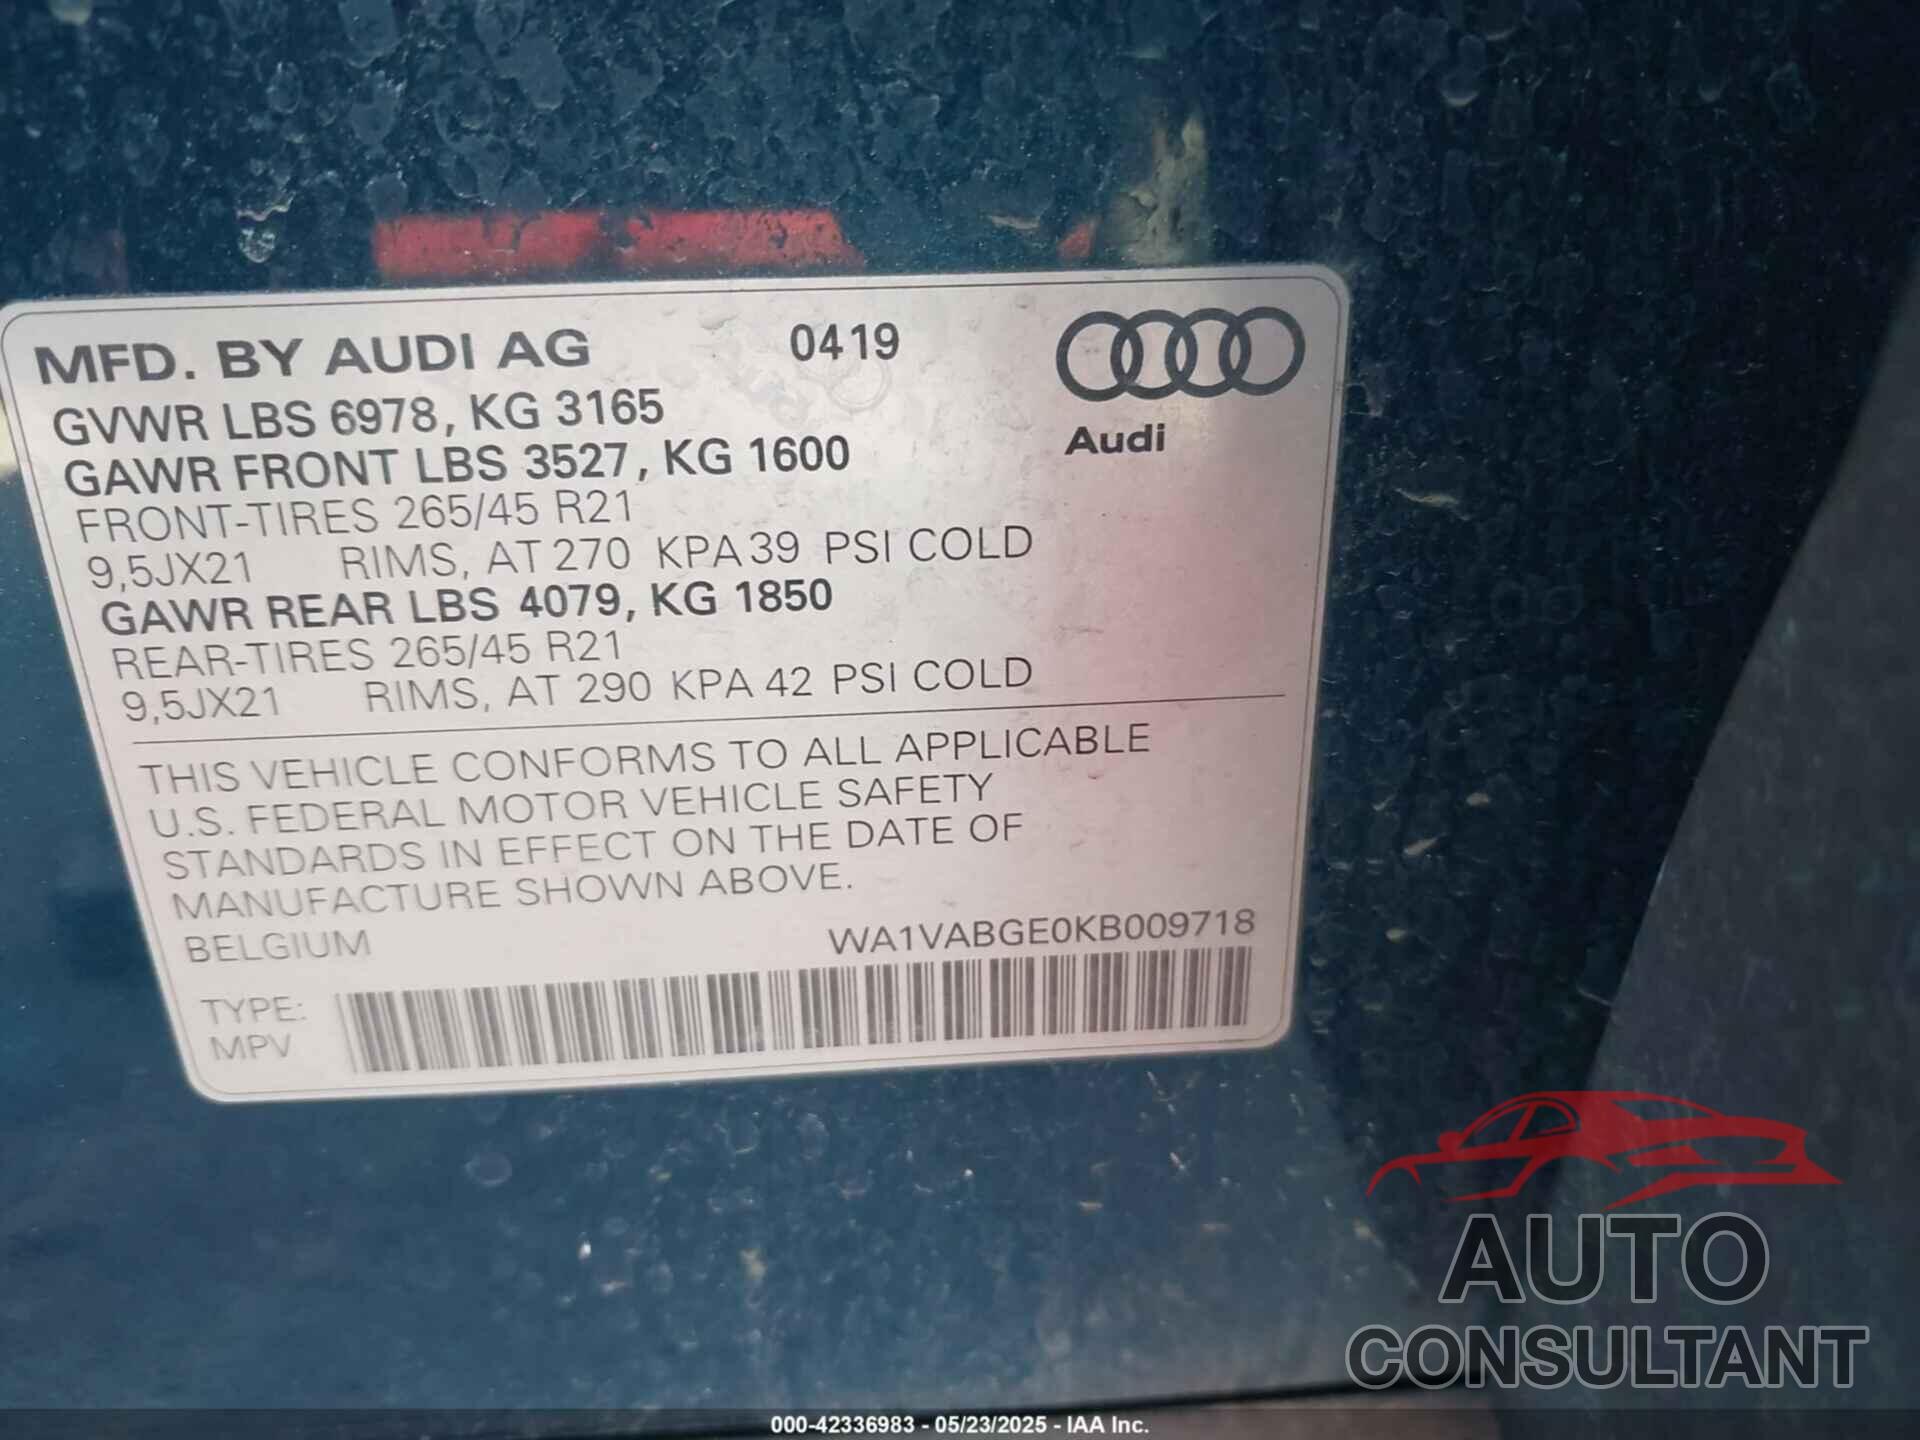 MFD. BY AUDI AG 0419
GVWR LBS 6978, KG 3165
GAWR FRONT LBS 3527, KG 1600
Audi
FRONT-TIRES 265/45 R21
9,5JX21 RIMS, AT 270 KPA 39 PSI COLD
GAWR REAR LBS 4079, KG 1850
REAR-TIRES 265/45 R21
9,5JX21 RIMS, AT 290 KPA 42 PSI COLD
THIS VEHICLE CONFORMS TO ALL APPLICABLE
U.S. FEDERAL MOTOR VEHICLE SAFETY
STANDARDS IN EFFECT ON THE DATE OF
MANUFACTURE SHOWN ABOVE.
BELGIUM WA1VABGE0KB009718
TYPE:
MPV
AUTO
CONSULTANT
000-42336983 - 05/23/2025 - IAA Inc.